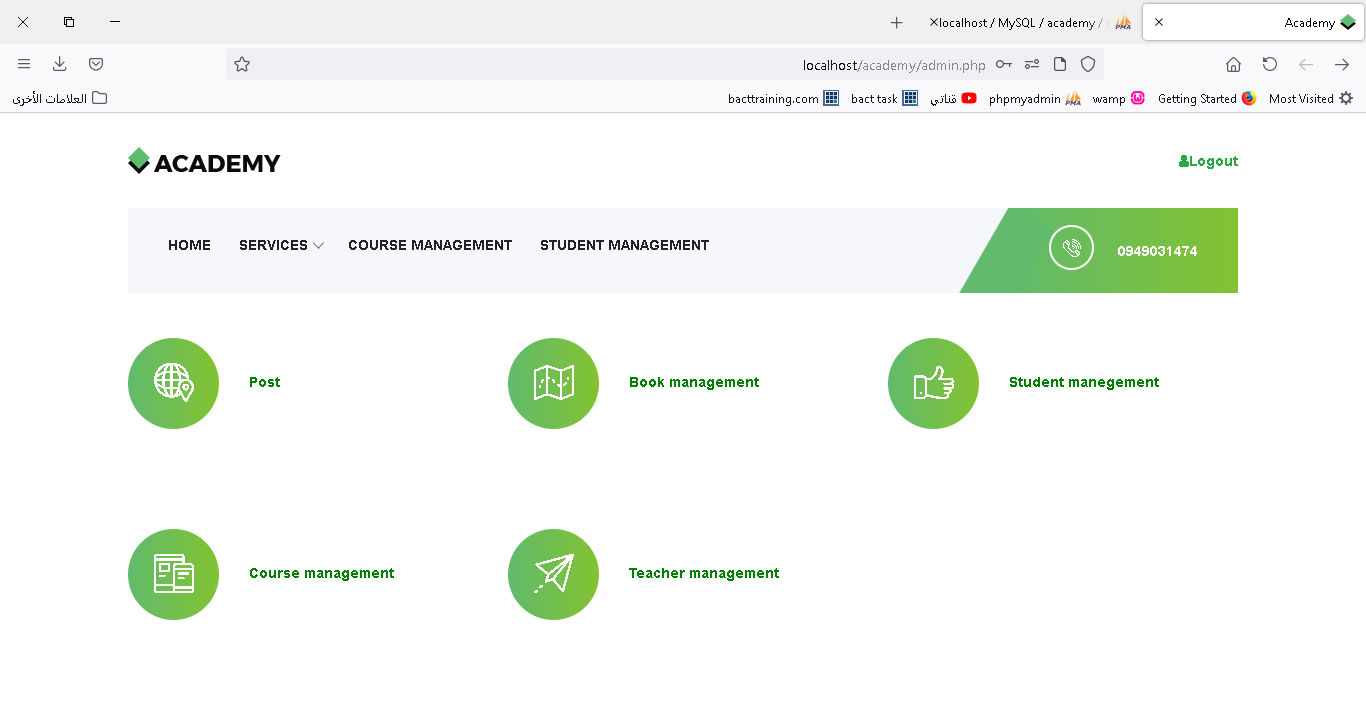 Academy
localhost / MySQL / academy /
localhost/academy/admin.php
Most Visited
Getting Started
wamp
phpmyadmin
قناتي
bact task
bacttraining.com
العلامات الأخرى
ACADEMY
Logout
HOME SERVICES COURSE MANAGEMENT STUDENT MANAGEMENT
0949031474
Post
Book management
Student manegement
Course management
Teacher management